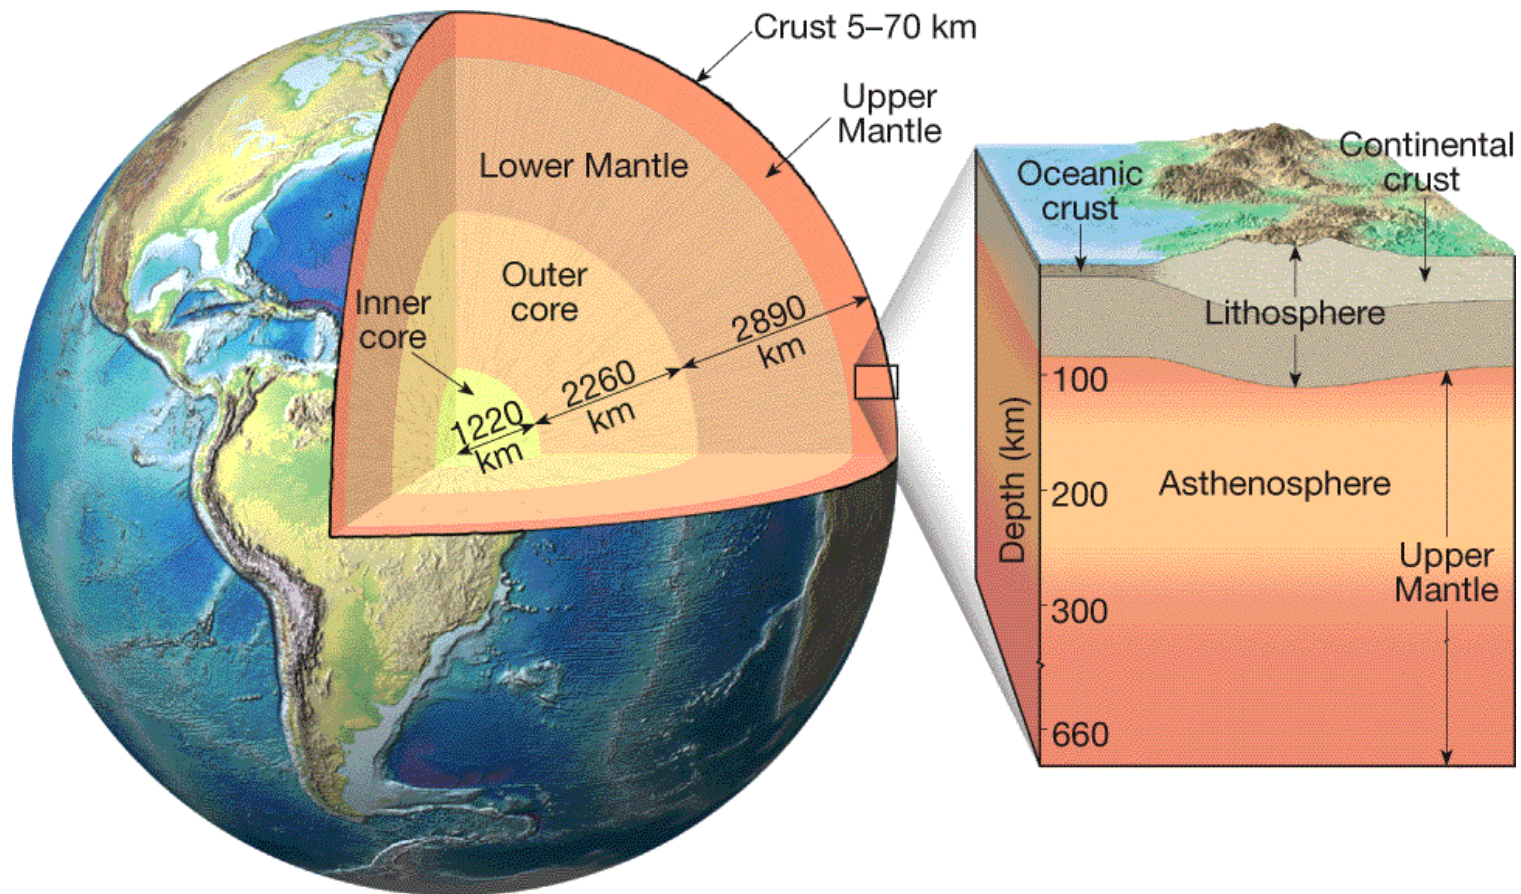 Crust 5–70 km
Upper
Mantle
Lower Mantle
Outer
core
Inner
core
2890
km
2260
km
1220
km
Continental
crust
Oceanic
crust
Lithosphere
100
Depth (km)
200
Asthenosphere
Upper
Mantle
300
660